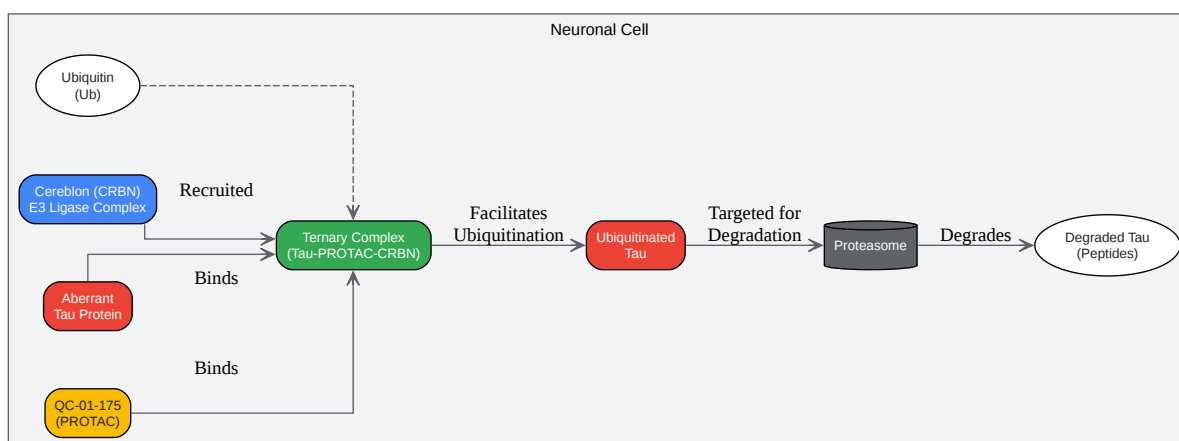 Neuronal Cell
Ubiquitin
(Ub)
Cereblon (CRBN)
E3 Ligase Complex
Recruited
Aberrant
Tau Protein
Binds
QC-01-175
(PROTAC)
Binds
Ternary Complex
(Tau-PROTAC-CRBN)
Facilitates
Ubiquitination
Ubiquitinated
Tau
Targeted for
Degradation
Proteasome
Degrades
Degraded Tau
(Peptides)